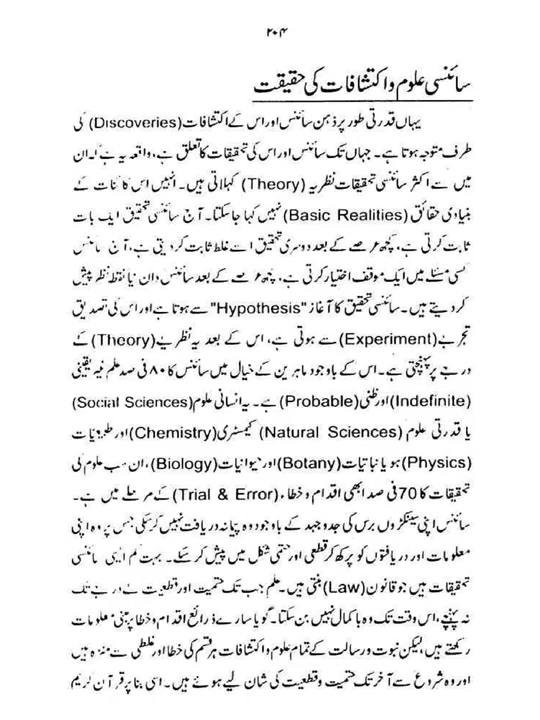 ۲۰۴
سائنسی علوم و اکتشافات کی حقیقت
یہاں قدرتی طور پر ذہن سائنس اور اس کے اکتشافات (Discoveries) کی
طرف متوجہ ہوتا ہے۔ جہاں تک سائنس اور اس کی تحقیقات کا تعلق ہے، واقعہ یہ ہے کہ ان
میں سے اکثر سائنسی تحقیقات نظریہ (Theory) کہلاتی ہیں۔ انہیں اس کائنات کے
بنیادی حقائق (Basic Realities) نہیں کہا جا سکتا۔ آج سائنسی تحقیق ایک بات
ثابت کرتی ہے، کچھ عرصے کے بعد دوسری تحقیق اسے غلط ثابت کر دیتی ہے، آج سائنس
کسی مسئلے میں ایک موقف اختیار کرتی ہے، کچھ عرصے کے بعد سائنس دان نیا نقطہ نظر پیش
کر دیتے ہیں۔ سائنسی تحقیق کا آغاز "Hypothesis" سے ہوتا ہے اور اس کی تصدیق
تجربے (Experiment) سے ہوتی ہے، اس کے بعد یہ نظریے (Theory) کے
درجے پر پہنچتی ہے۔ اس کے باوجود ماہرین کے خیال میں سائنس کا ۸۰ فی صد علم غیر یقینی
(Indefinite) اور ظنی (Probable) ہے۔ یہ انسانی علوم (Social Sciences)
یا قدرتی علوم (Natural Sciences) کیمسٹری (Chemistry) اور طبیعیات
(Physics) ہو یا نباتیات (Botany) اور حیوانیات (Biology)، ان سب علوم کی
تحقیقات کا 70 فی صد ابھی اقدام و خطاء (Trial & Error) کے مرحلے میں ہے۔
سائنس اپنی سینکڑوں برس کی جدوجہد کے باوجود وہ پیمانہ دریافت نہیں کر سکی جس پر وہ اپنی
معلومات اور دریافتوں کو پرکھ کر قطعی اور حتمی شکل میں پیش کر سکے۔ بہت کم ایسی سائنسی
تحقیقات ہیں جو قانون (Law) بنتی ہیں۔ علم جب تک حتمیت اور قطعیت کے درجے تک
نہ پہنچے، اس وقت تک وہ باکمال نہیں بن سکتا۔ گویا سارے ذرائع اقدام و خطا پر مبنی معلومات
رکھتے ہیں، لیکن نبوت و رسالت کے تمام علوم و اکتشافات ہر قسم کی خطا اور غلطی سے منزہ ہیں
اور وہ شروع سے آخر تک حتمیت و قطعیت کی شان لیے ہوئے ہیں۔ اسی بنا پر قرآن کریم